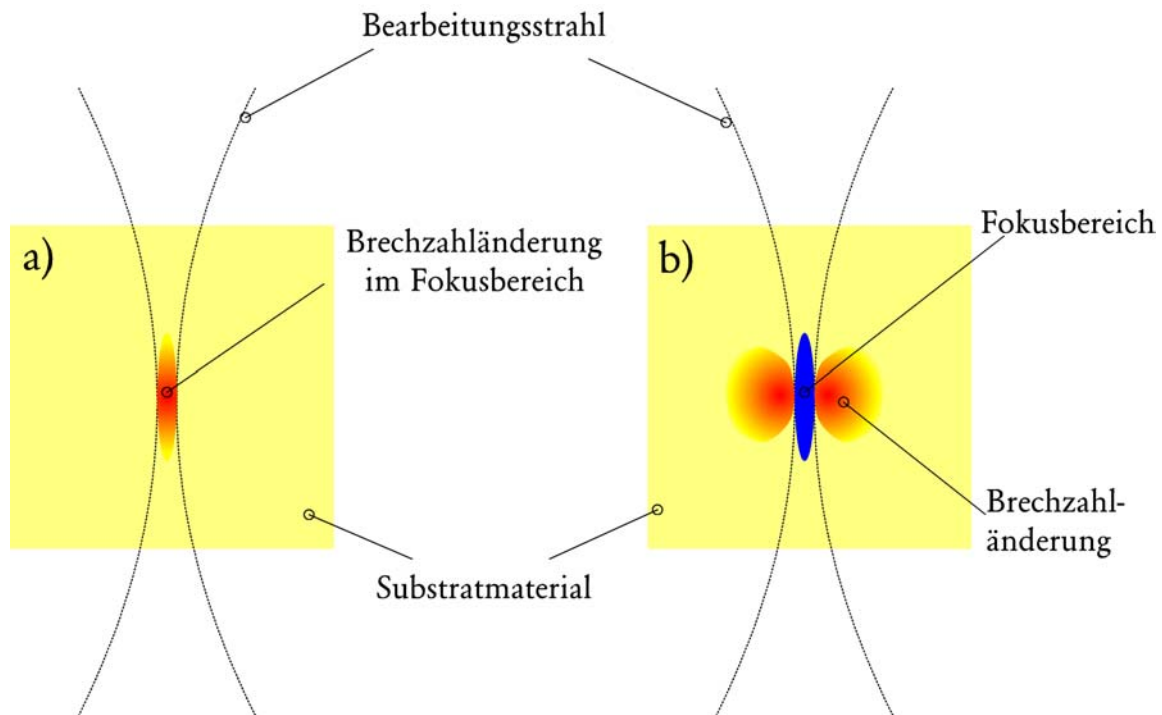 Bearbeitungsstrahl
a)
Brechzahländerung
im Fokusbereich
b)
Fokusbereich
Brechzahl-
änderung
Substratmaterial